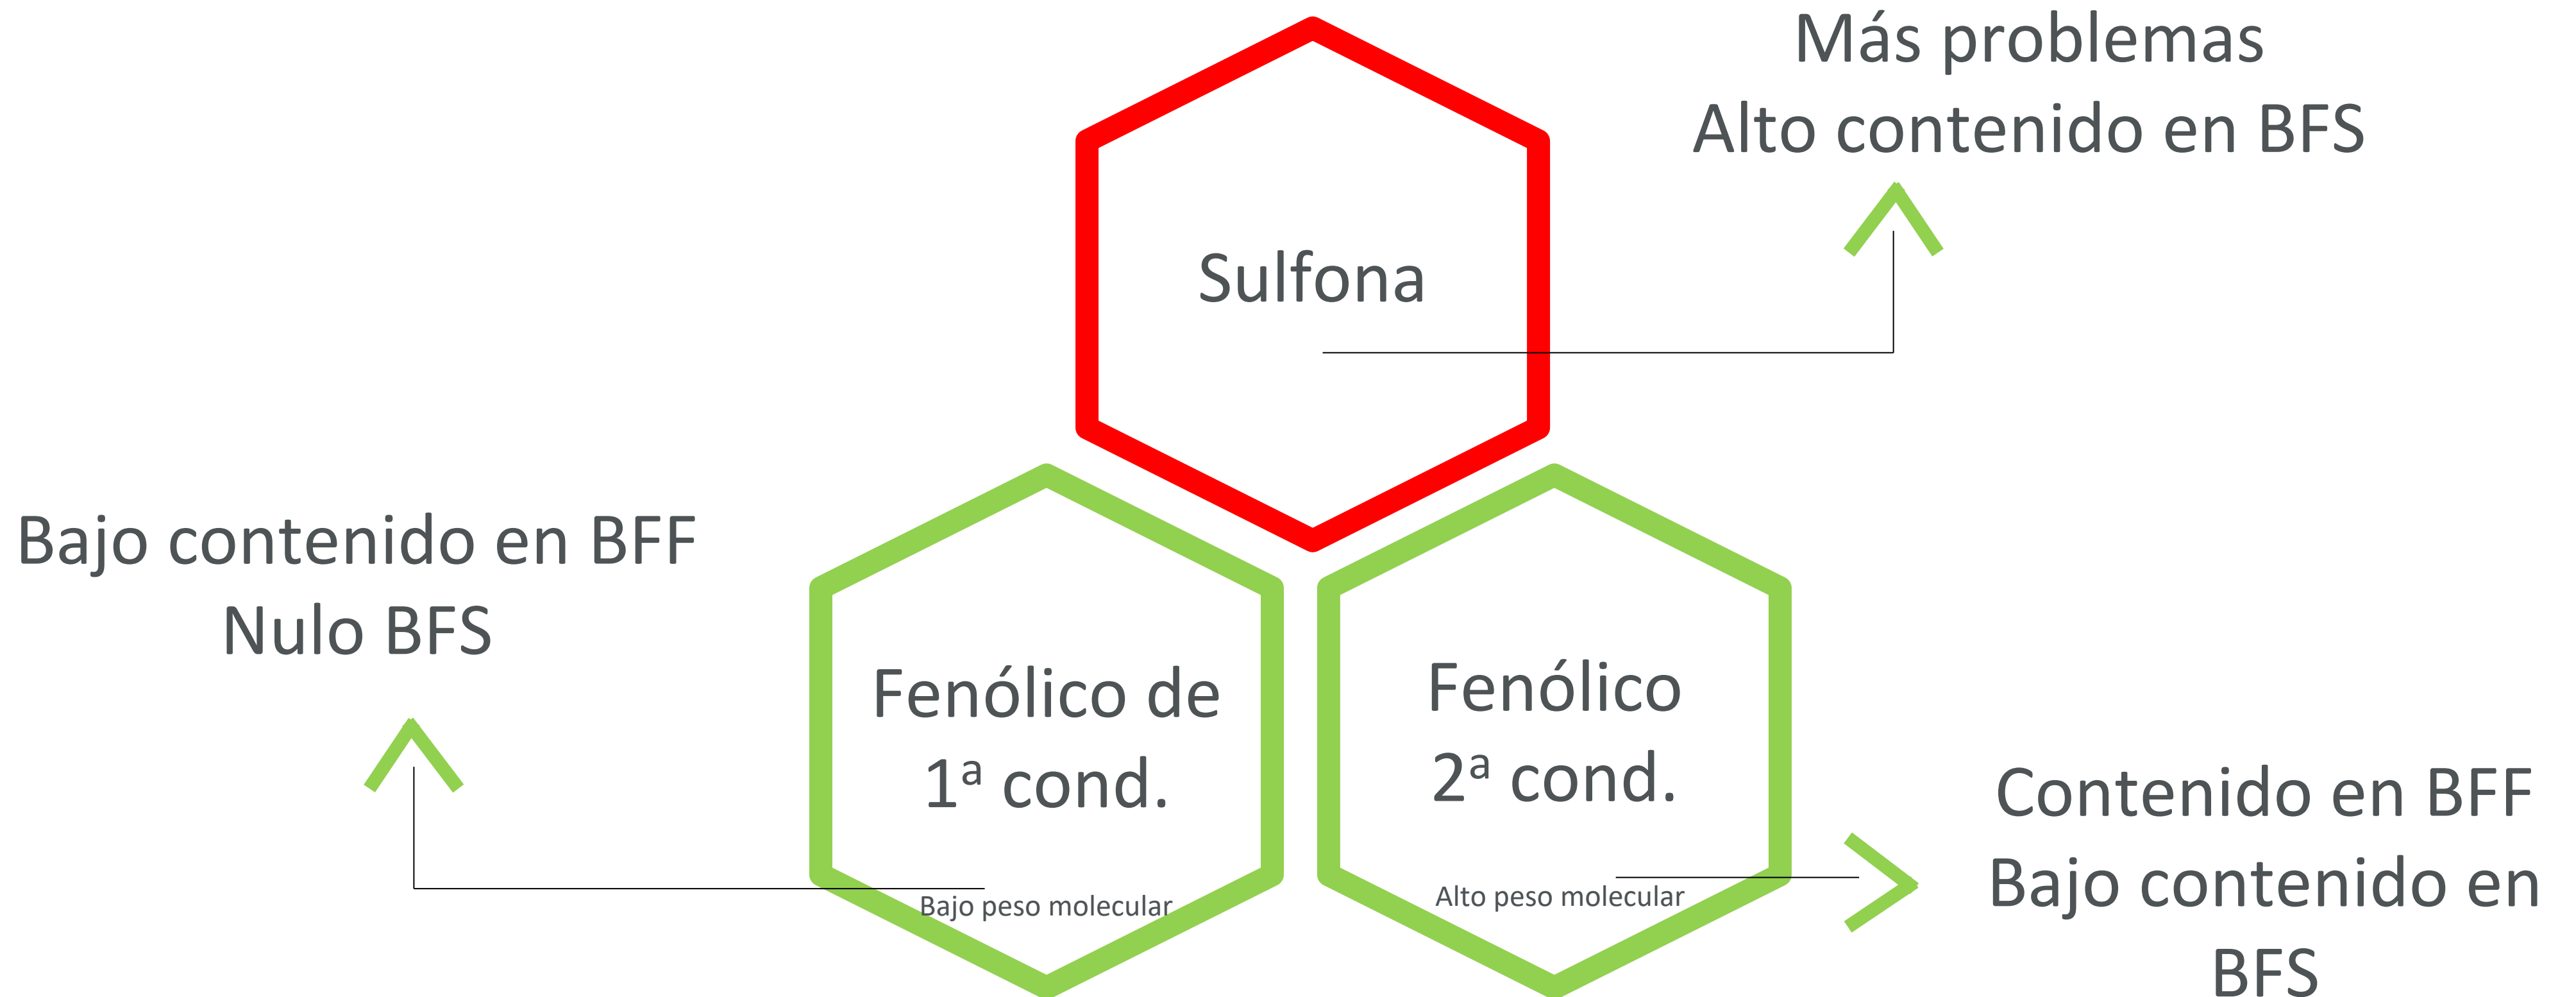 Más problemas
Alto contenido en BFS
Sulfona
Bajo contenido en BFF
Nulo BFS
Fenólico de
1ª cond.
Bajo peso molecular
Fenólico
2ª cond.
Alto peso molecular
Contenido en BFF
Bajo contenido en
BFS